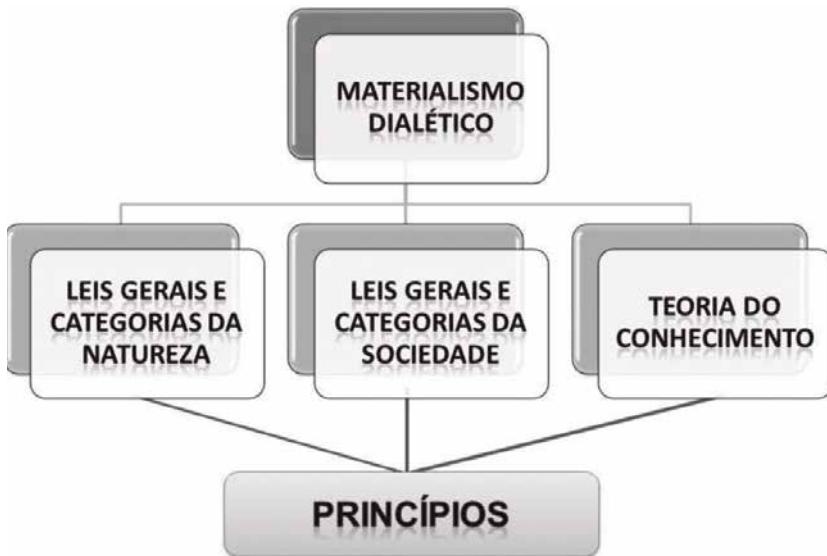 MATERIALISMO
DIALÉTICO
LEIS GERAIS E
CATEGORIAS DA
NATUREZA
LEIS GERAIS E
CATEGORIAS DA
SOCIEDADE
TEORIA DO
CONHECIMENTO
PRINCÍPIOS